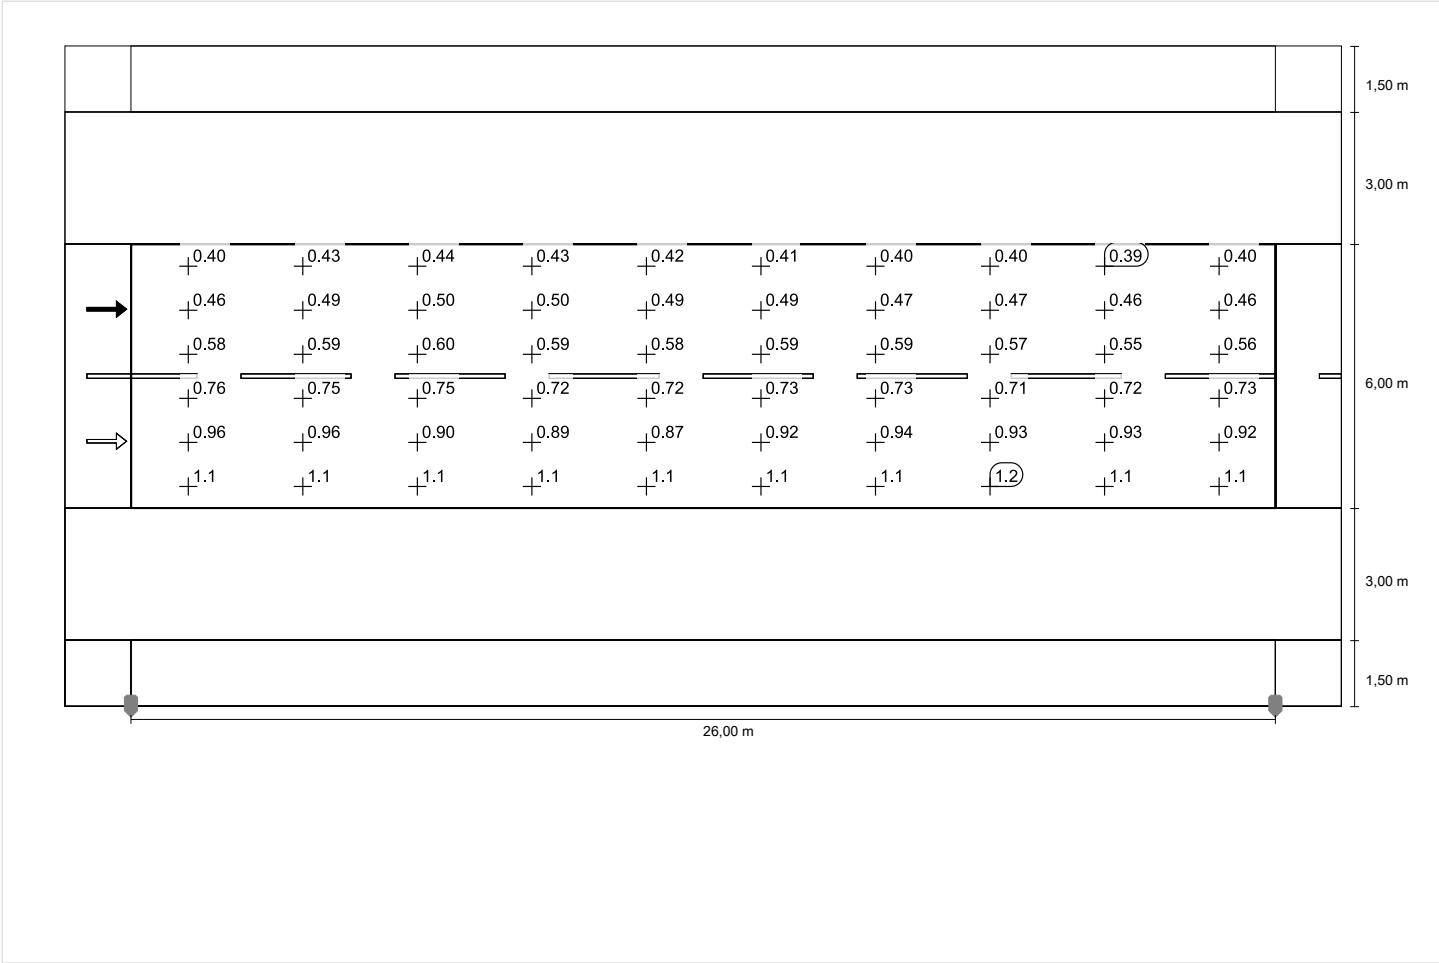 1,50 m
3,00 m
0.40 0.43 0.44 0.43 0.42 0.41 0.40 0.40 0.39 0.40
0.46 0.49 0.50 0.50 0.49 0.49 0.47 0.47 0.46 0.46
0.58 0.59 0.60 0.59 0.58 0.59 0.59 0.57 0.55 0.56
6,00 m
0.76 0.75 0.75 0.72 0.72 0.73 0.73 0.71 0.72 0.73
0.96 0.96 0.90 0.89 0.87 0.92 0.94 0.93 0.93 0.92
1.1 1.1 1.1 1.1 1.1 1.1 1.1 1.2 1.1 1.1
3,00 m
1,50 m
26,00 m